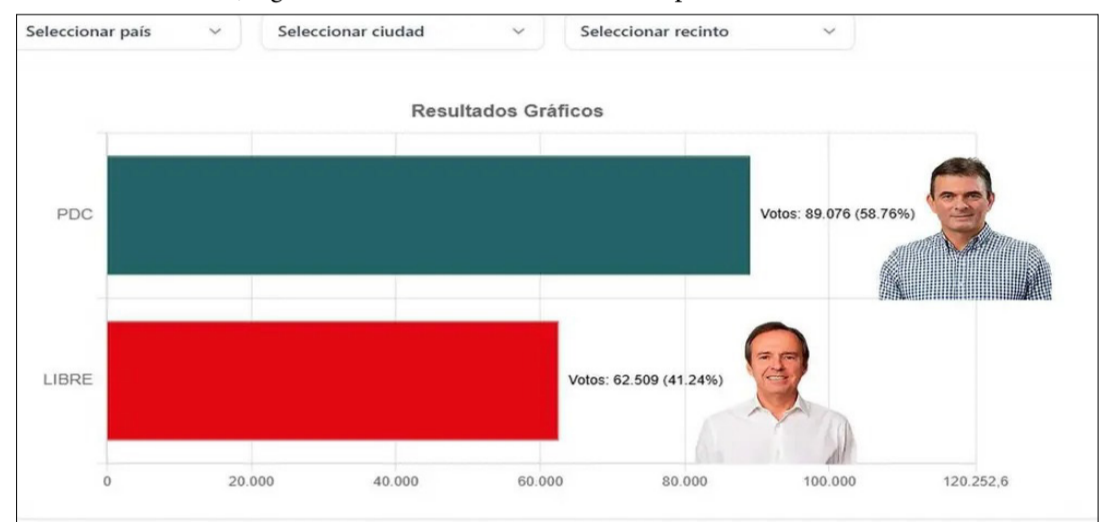 Seleccionar país Seleccionar ciudad Seleccionar recinto
Resultados Gráficos
PDC
Votos: 89.076 (58.76%)
LIBRE
Votos: 62.509 (41.24%)
0 20.000 40.000 60.000 80.000 100.000 120.252,6